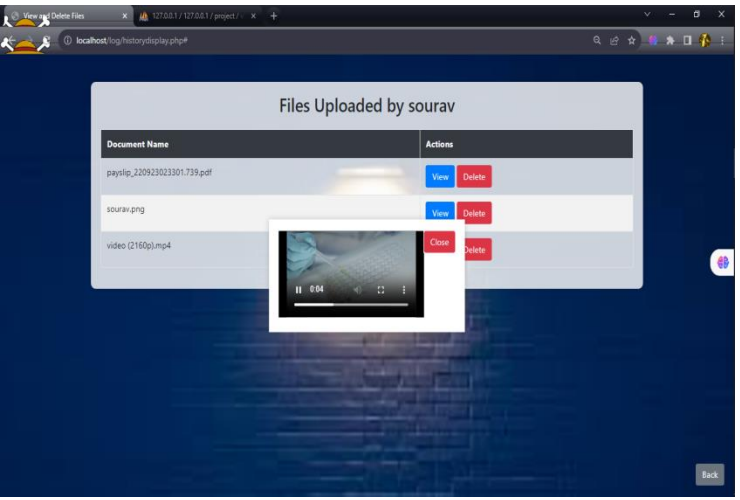 View and Delete Files
127.0.0.1 / 127.0.0.1 / project / v
localhost/log/historydisplay.php#
Files Uploaded by sourav
Document Name Actions
payslip_220923023301.739.pdf View Delete
sourav.png View Delete
Close
video (2160p).mp4 Delete
0:04
Back